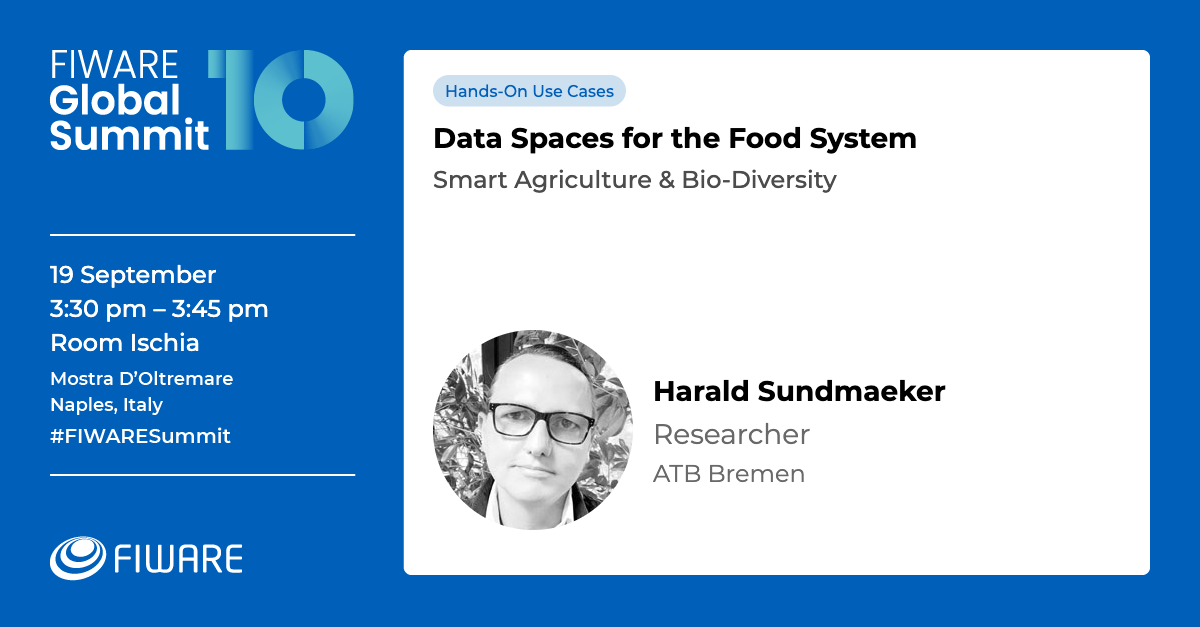 FIWARE
Global
Summit
10
19 September
3:30 pm – 3:45 pm
Room Ischia
Mostra D’Oltremare
Naples, Italy
#FIWARESummit
FIWARE
Hands-On Use Cases
Data Spaces for the Food System
Smart Agriculture & Bio-Diversity
Harald Sundmaeker
Researcher
ATB Bremen